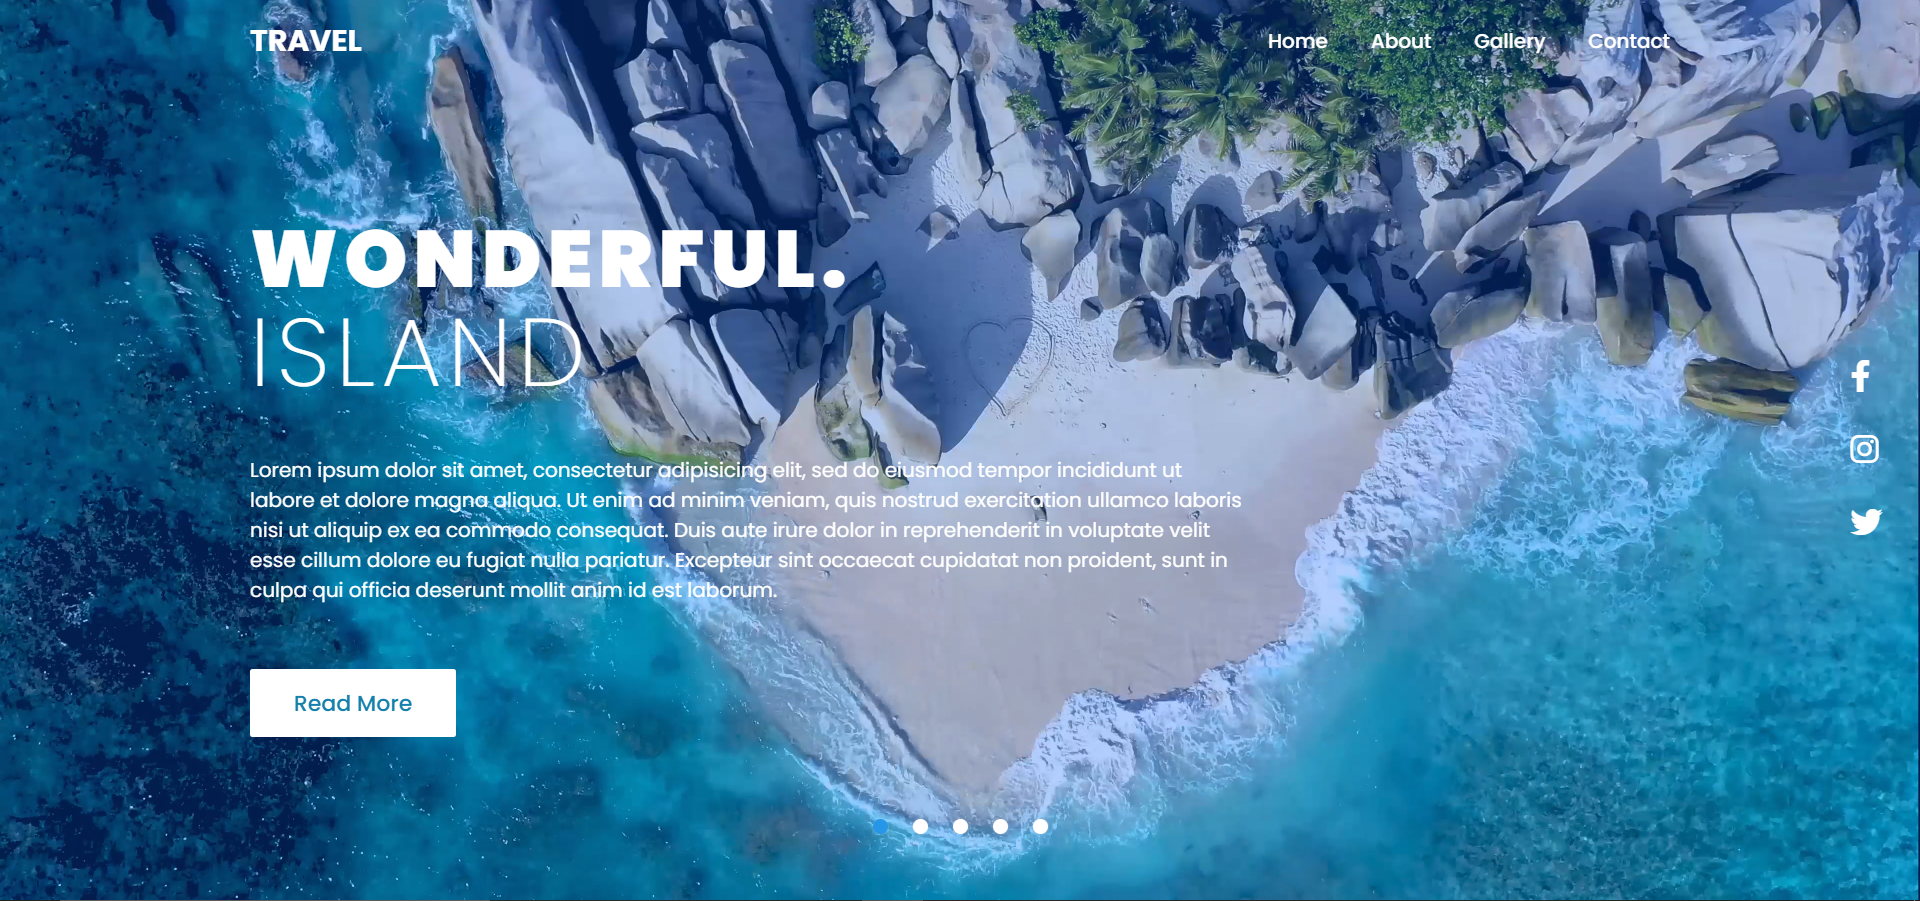 TRAVEL
Home About Gallery Contact
WONDERFUL.
ISLAND
Lorem ipsum dolor sit amet, consectetur adipisicing elit, sed do eiusmod tempor incididunt ut
labore et dolore magna aliqua. Ut enim ad minim veniam, quis nostrud exercitation ullamco laboris
nisi ut aliquip ex ea commodo consequat. Duis aute irure dolor in reprehenderit in voluptate velit
esse cillum dolore eu fugiat nulla pariatur. Excepteur sint occaecat cupidatat non proident, sunt in
culpa qui officia deserunt mollit anim id est laborum.
Read More